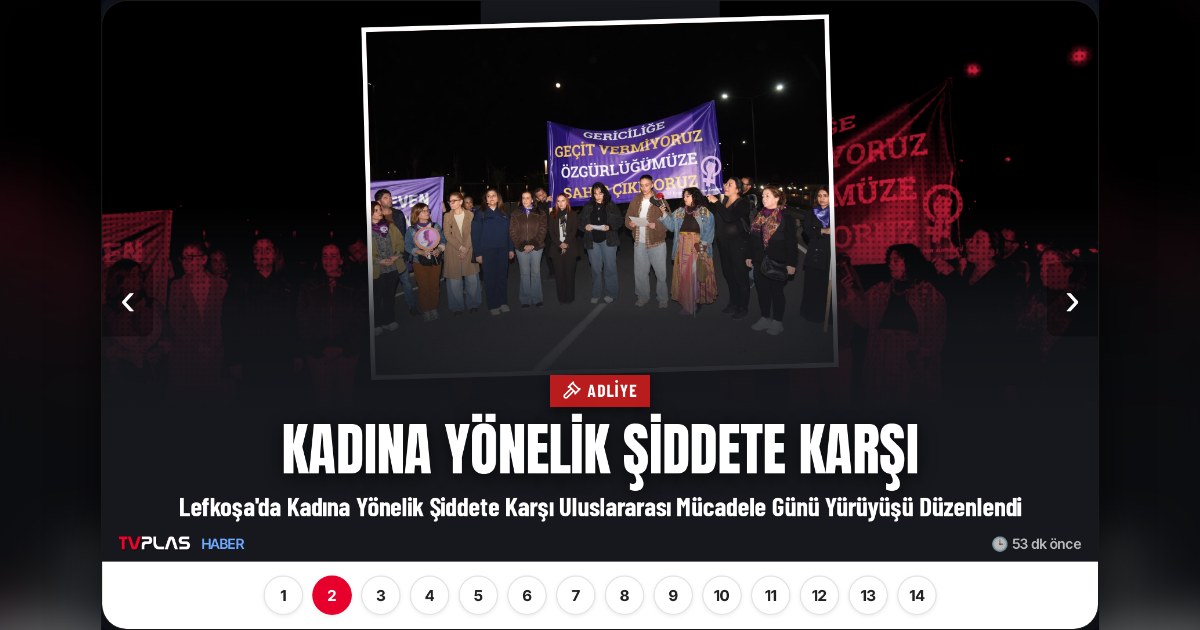 GERİCİLİĞE
GEÇİT VERMİYORUZ
ÖZGÜRLÜĞÜMÜZE
YORUZ
MÜZE
ADLİYE
KADINA YÖNELİK ŞİDDETE KARŞI
Lefkoşa'da Kadına Yönelik Şiddete Karşı Uluslararası Mücadele Günü Yürüyüşü Düzenlendi
TVPLAS HABER
53 dk önce
1 2 3 4 5 6 7 8 9 10 11 12 13 14